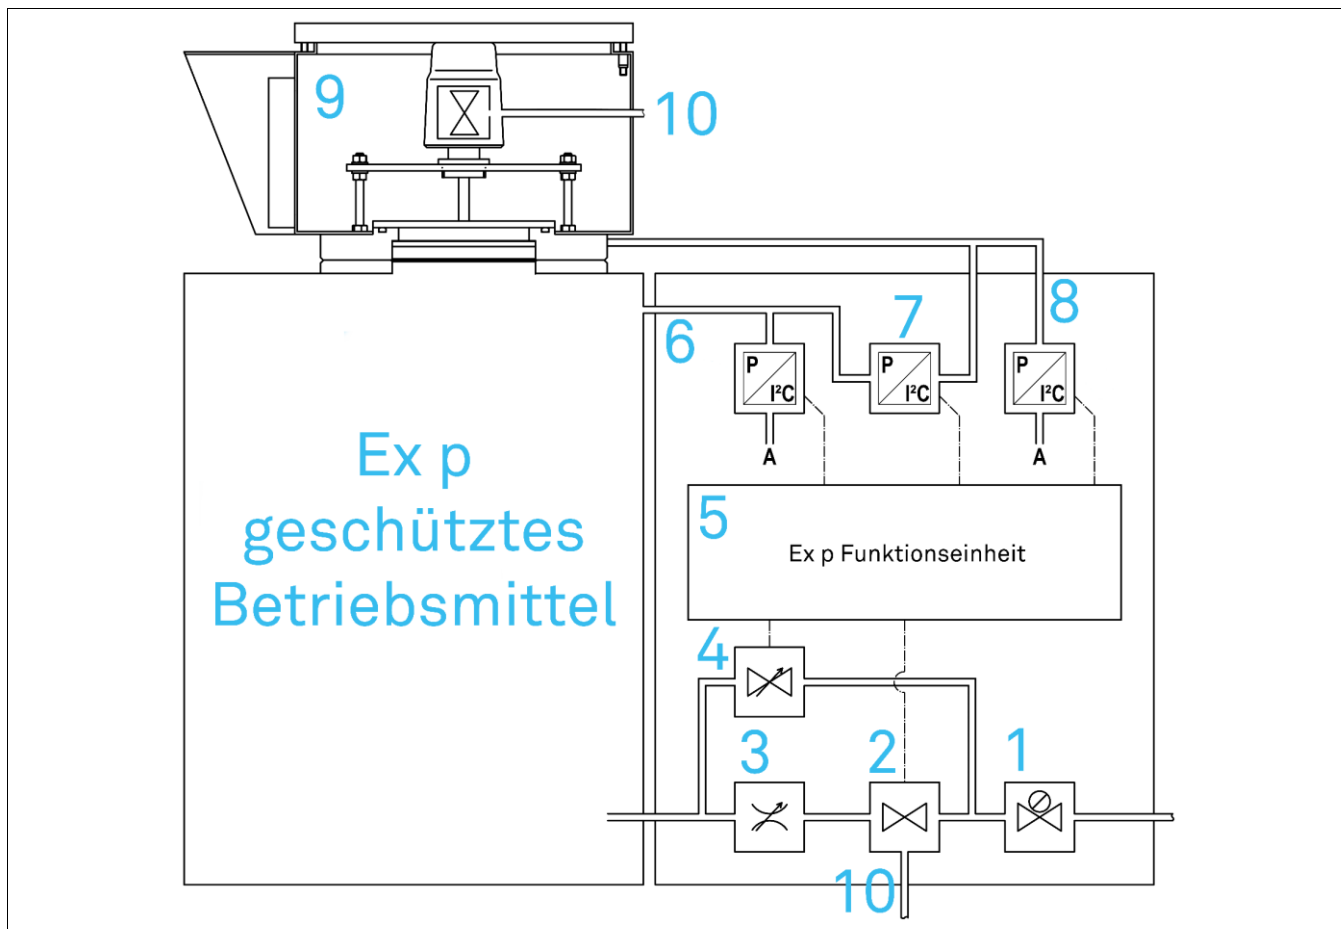 9
10
6
7
8
P
I²C
P
I²C
P
I²C
A
A
Ex p
geschütztes
Betriebsmittel
5
Ex p Funktionseinheit
4
3
2
1
10